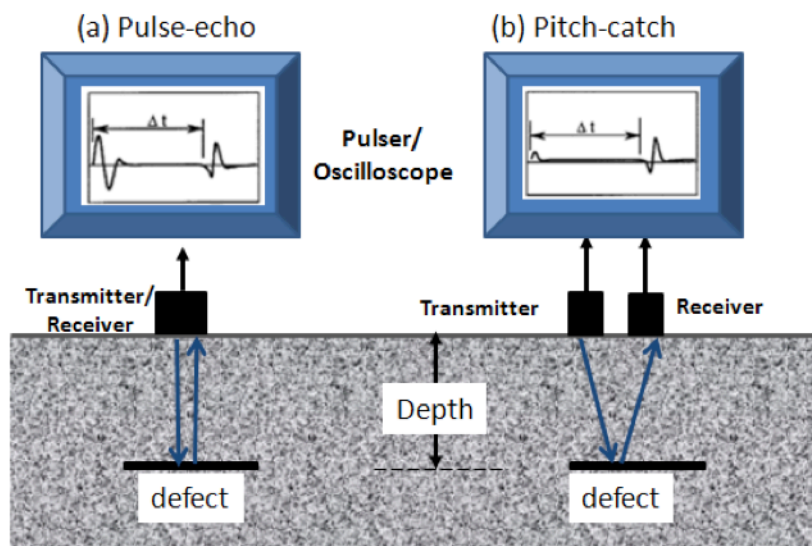 (a) Pulse-echo
(b) Pitch-catch
Δt
Δt
Pulser/
Oscilloscope
Transmitter/
Receiver
Transmitter
Receiver
Depth
defect
defect